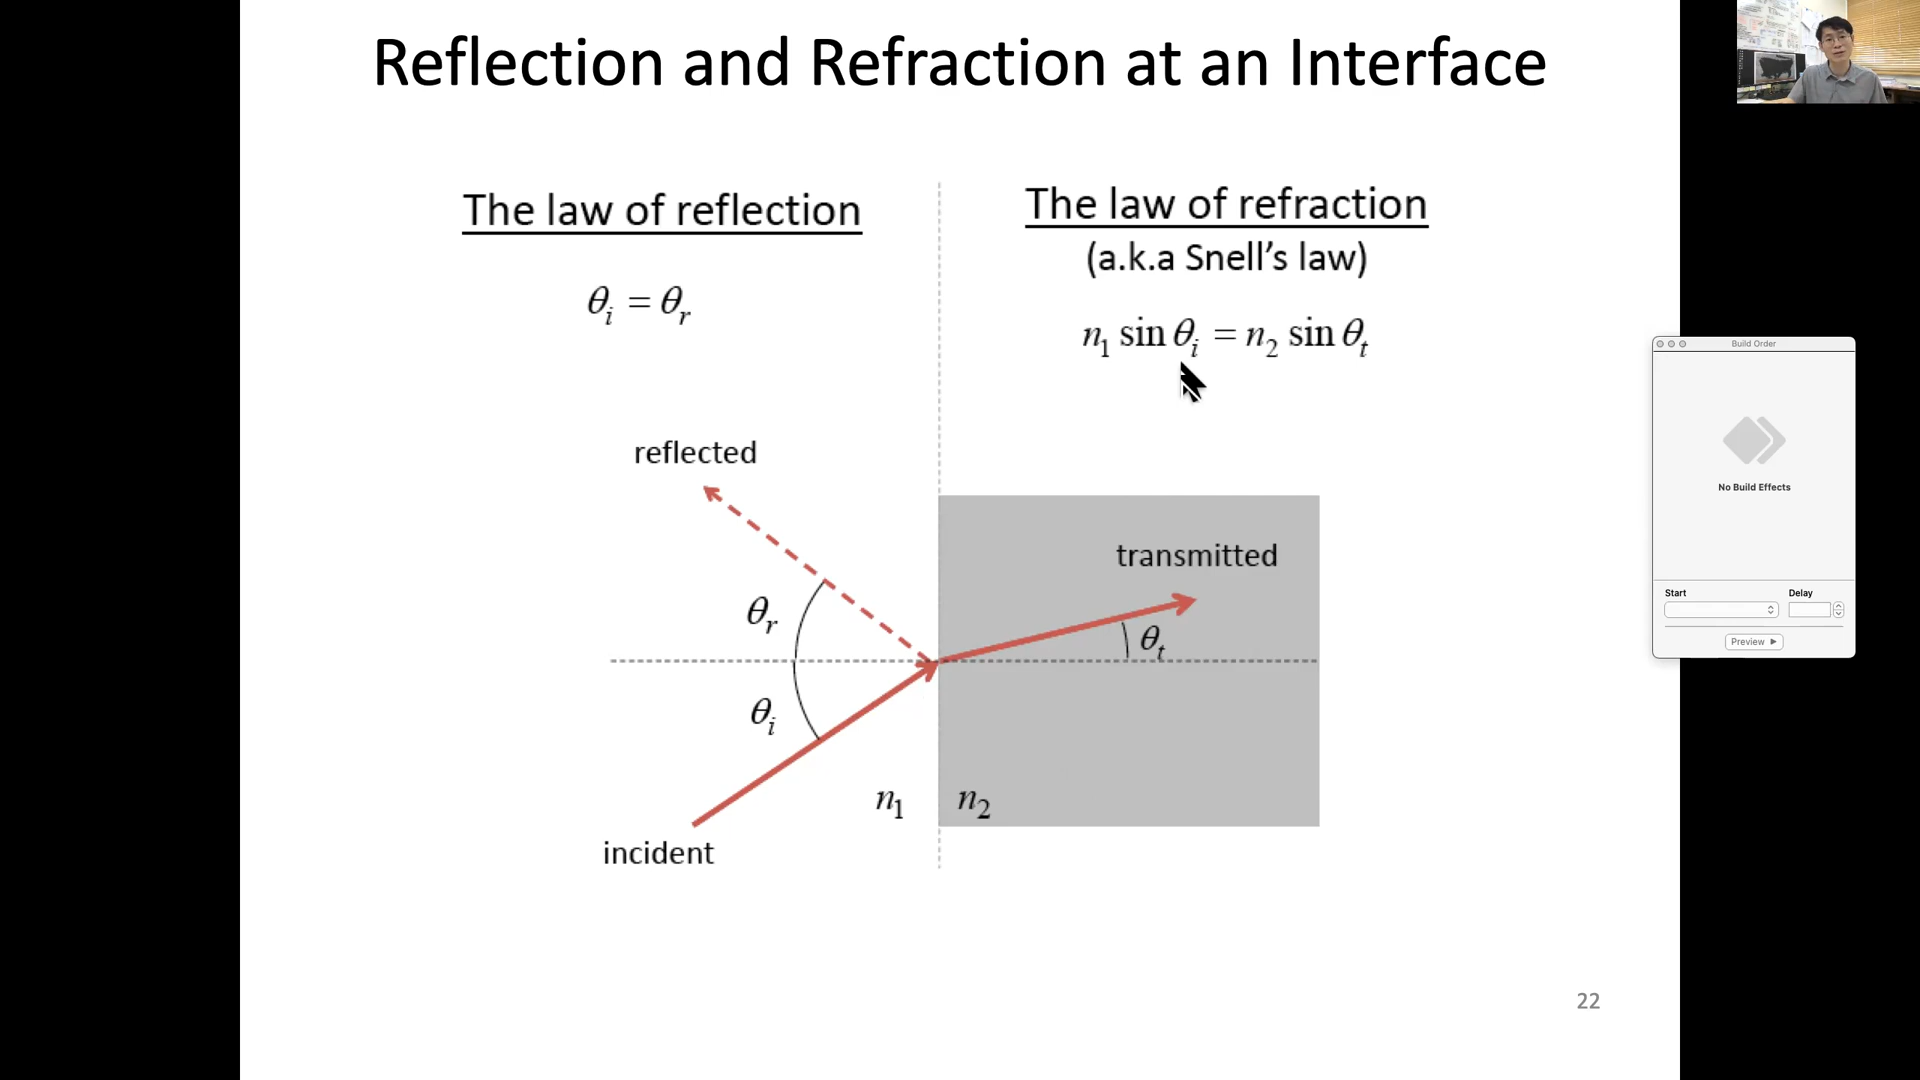 Reflection and Refraction at an Interface
The law of reflection
θi = θr
The law of refraction
(a.k.a Snell's law)
n1 sin θi = n2 sin θt
reflected
transmitted
θr
θt
θi
n1
n2
incident
22
Build Order
No Build Effects
Start
Delay
Preview